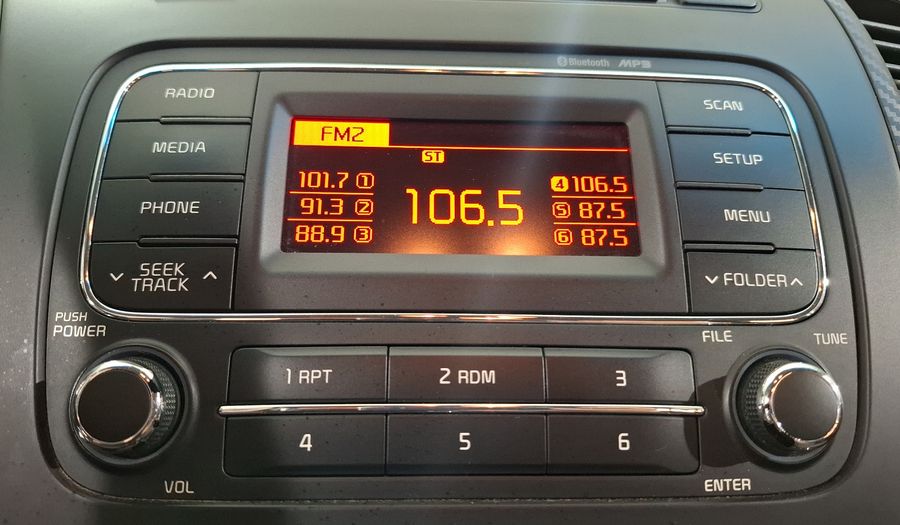 Bluetooth MP3
RADIO
MEDIA
PHONE
SEEK
TRACK
FM2
ST
101.7 1
91.3 2
88.9 3
106.5
4 106.5
5 87.5
6 87.5
SCAN
SETUP
MENU
FOLDER
PUSH
POWER
VOL
1 RPT
2 RDM
3
4
5
6
FILE
TUNE
ENTER